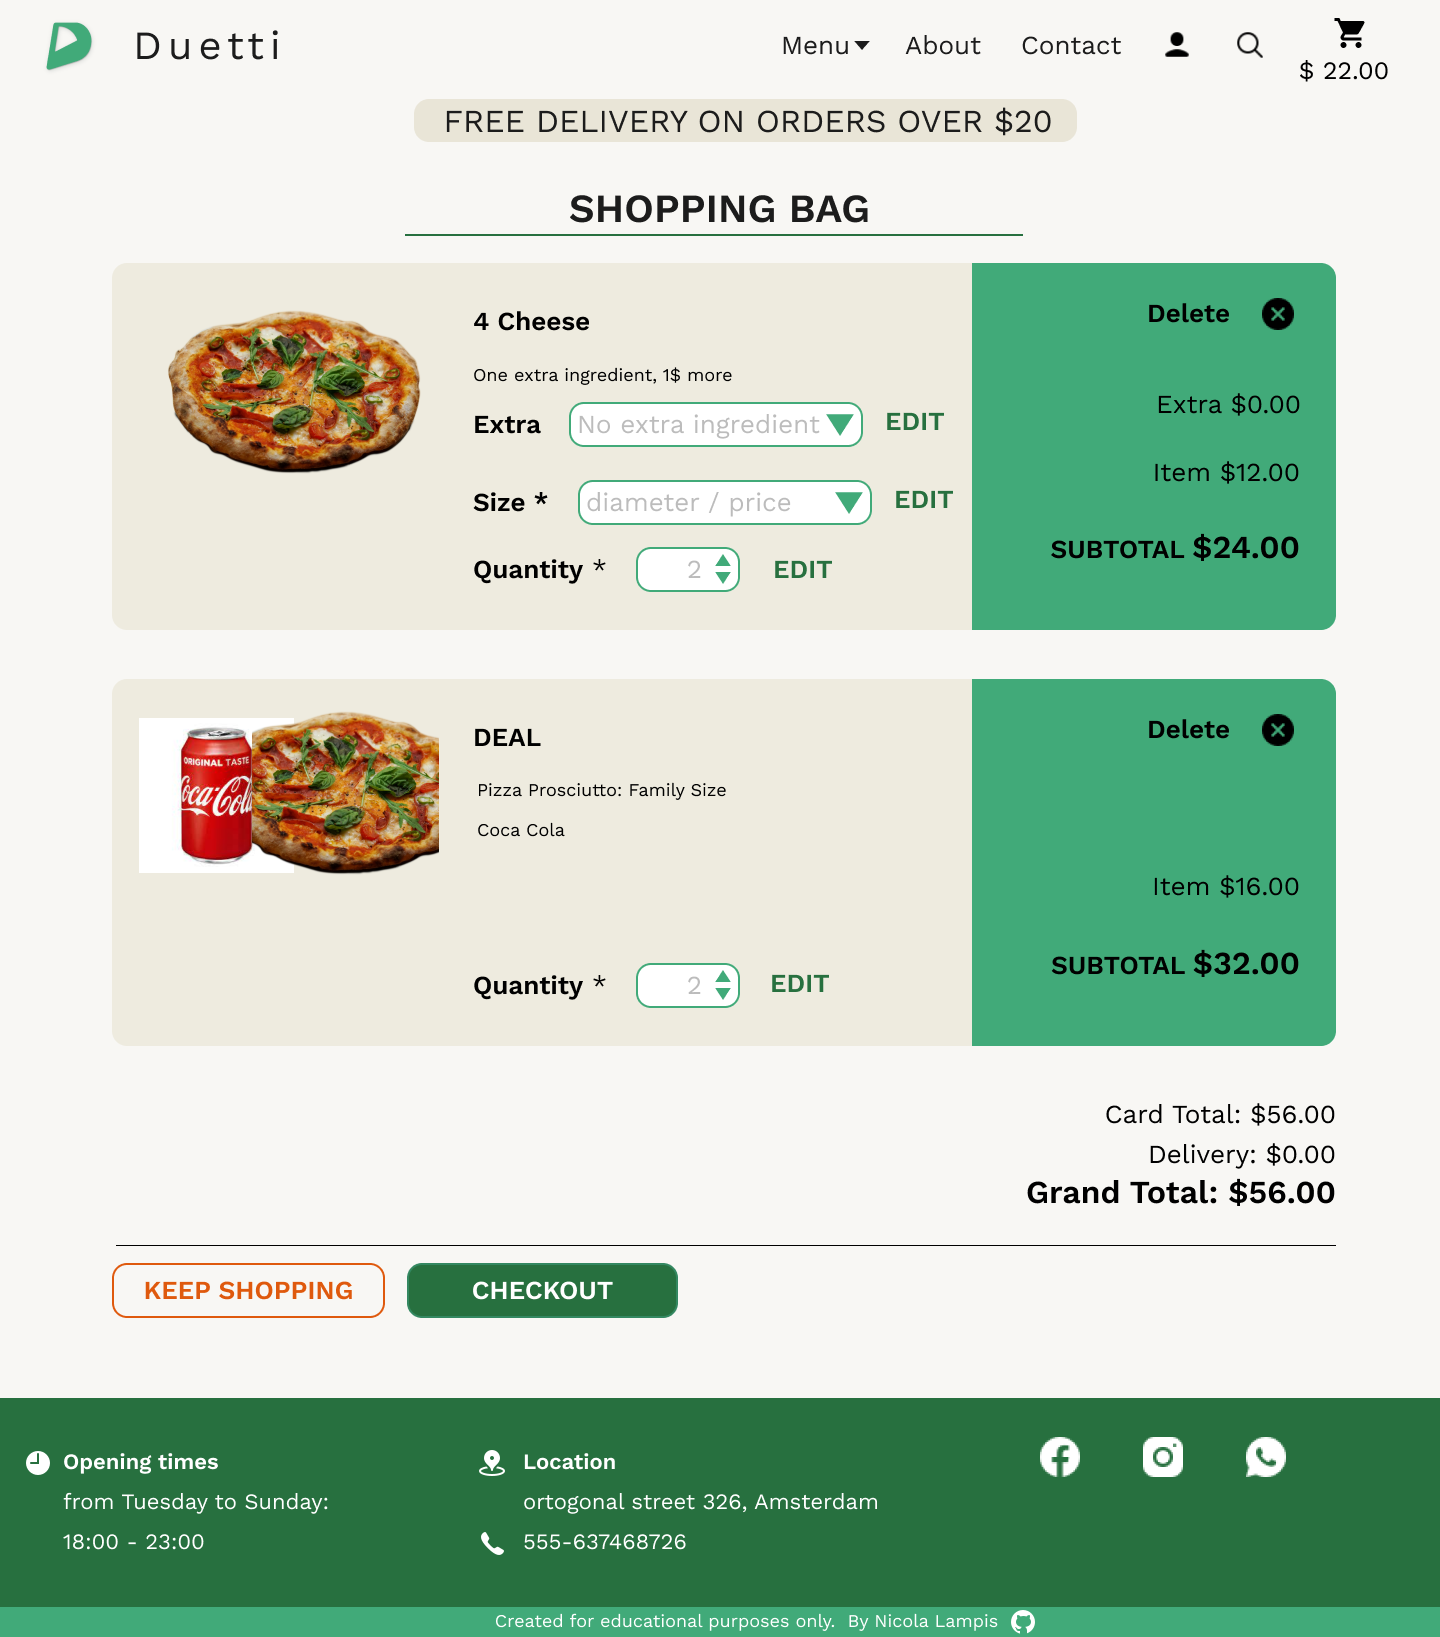 Duetti
Menu About Contact
$ 22.00
FREE DELIVERY ON ORDERS OVER $20
SHOPPING BAG
4 Cheese
Delete
One extra ingredient, 1$ more
Extra No extra ingredient EDIT
Extra $0.00
Size * diameter / price EDIT
Item $12.00
Quantity * 2 EDIT
SUBTOTAL $24.00
ORIGINAL TASTE
Coca-Cola
DEAL
Delete
Pizza Prosciutto: Family Size
Coca Cola
Item $16.00
Quantity * 2 EDIT
SUBTOTAL $32.00
Card Total: $56.00
Delivery: $0.00
Grand Total: $56.00
KEEP SHOPPING CHECKOUT
Opening times
from Tuesday to Sunday:
18:00 - 23:00
Location
ortogonal street 326, Amsterdam
555-637468726
Created for educational purposes only. By Nicola Lampis